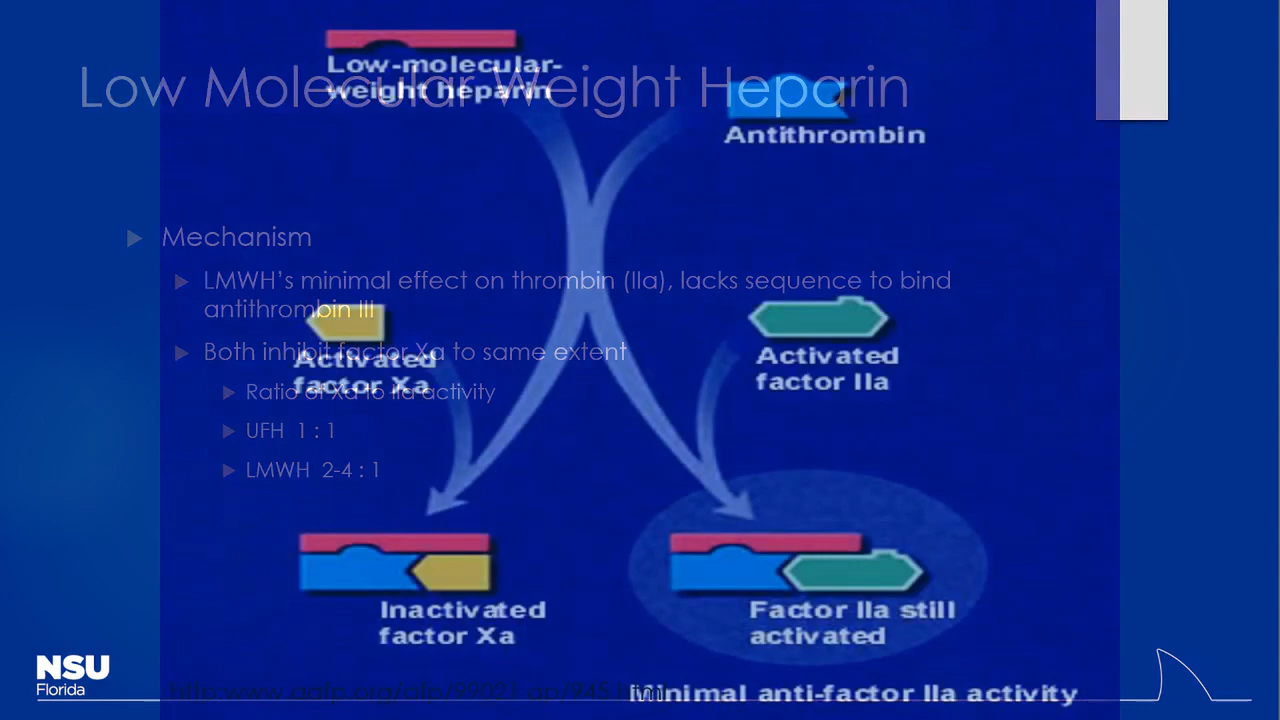 Low Molecular Weight Heparin
Low-molecular-
weight heparin
Antithrombin
Mechanism
LMWH's minimal effect on thrombin (IIa), lacks sequence to bind
antithrombin III
Both inhibit factor Xa to same extent
Ratio of Xa to IIa activity
UFH 1 : 1
LMWH 2-4 : 1
Activated
factor Xa
Activated
factor IIa
Inactivated
factor Xa
Factor IIa still
activated
Minimal anti-factor IIa activity
NSU
Florida